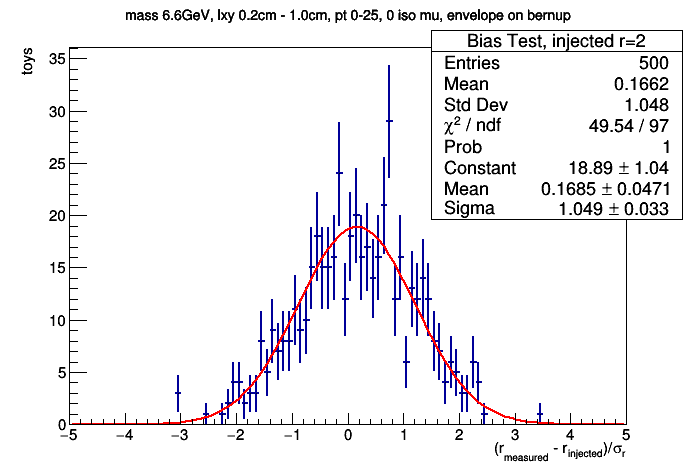 mass 6.6GeV, lxy 0.2cm - 1.0cm, pt 0-25, 0 iso mu, envelope on bernup
Bias Test, injected r=2
Entries 500
Mean 0.1662
Std Dev 1.048
χ² / ndf 49.54 / 97
Prob 1
Constant 18.89 ± 1.04
Mean 0.1685 ± 0.0471
Sigma 1.049 ± 0.033
toys
35
30
25
20
15
10
5
0
−5 −4 −3 −2 −1 0 1 2 3 4 5
(r_measured - r_injected)/σ_r